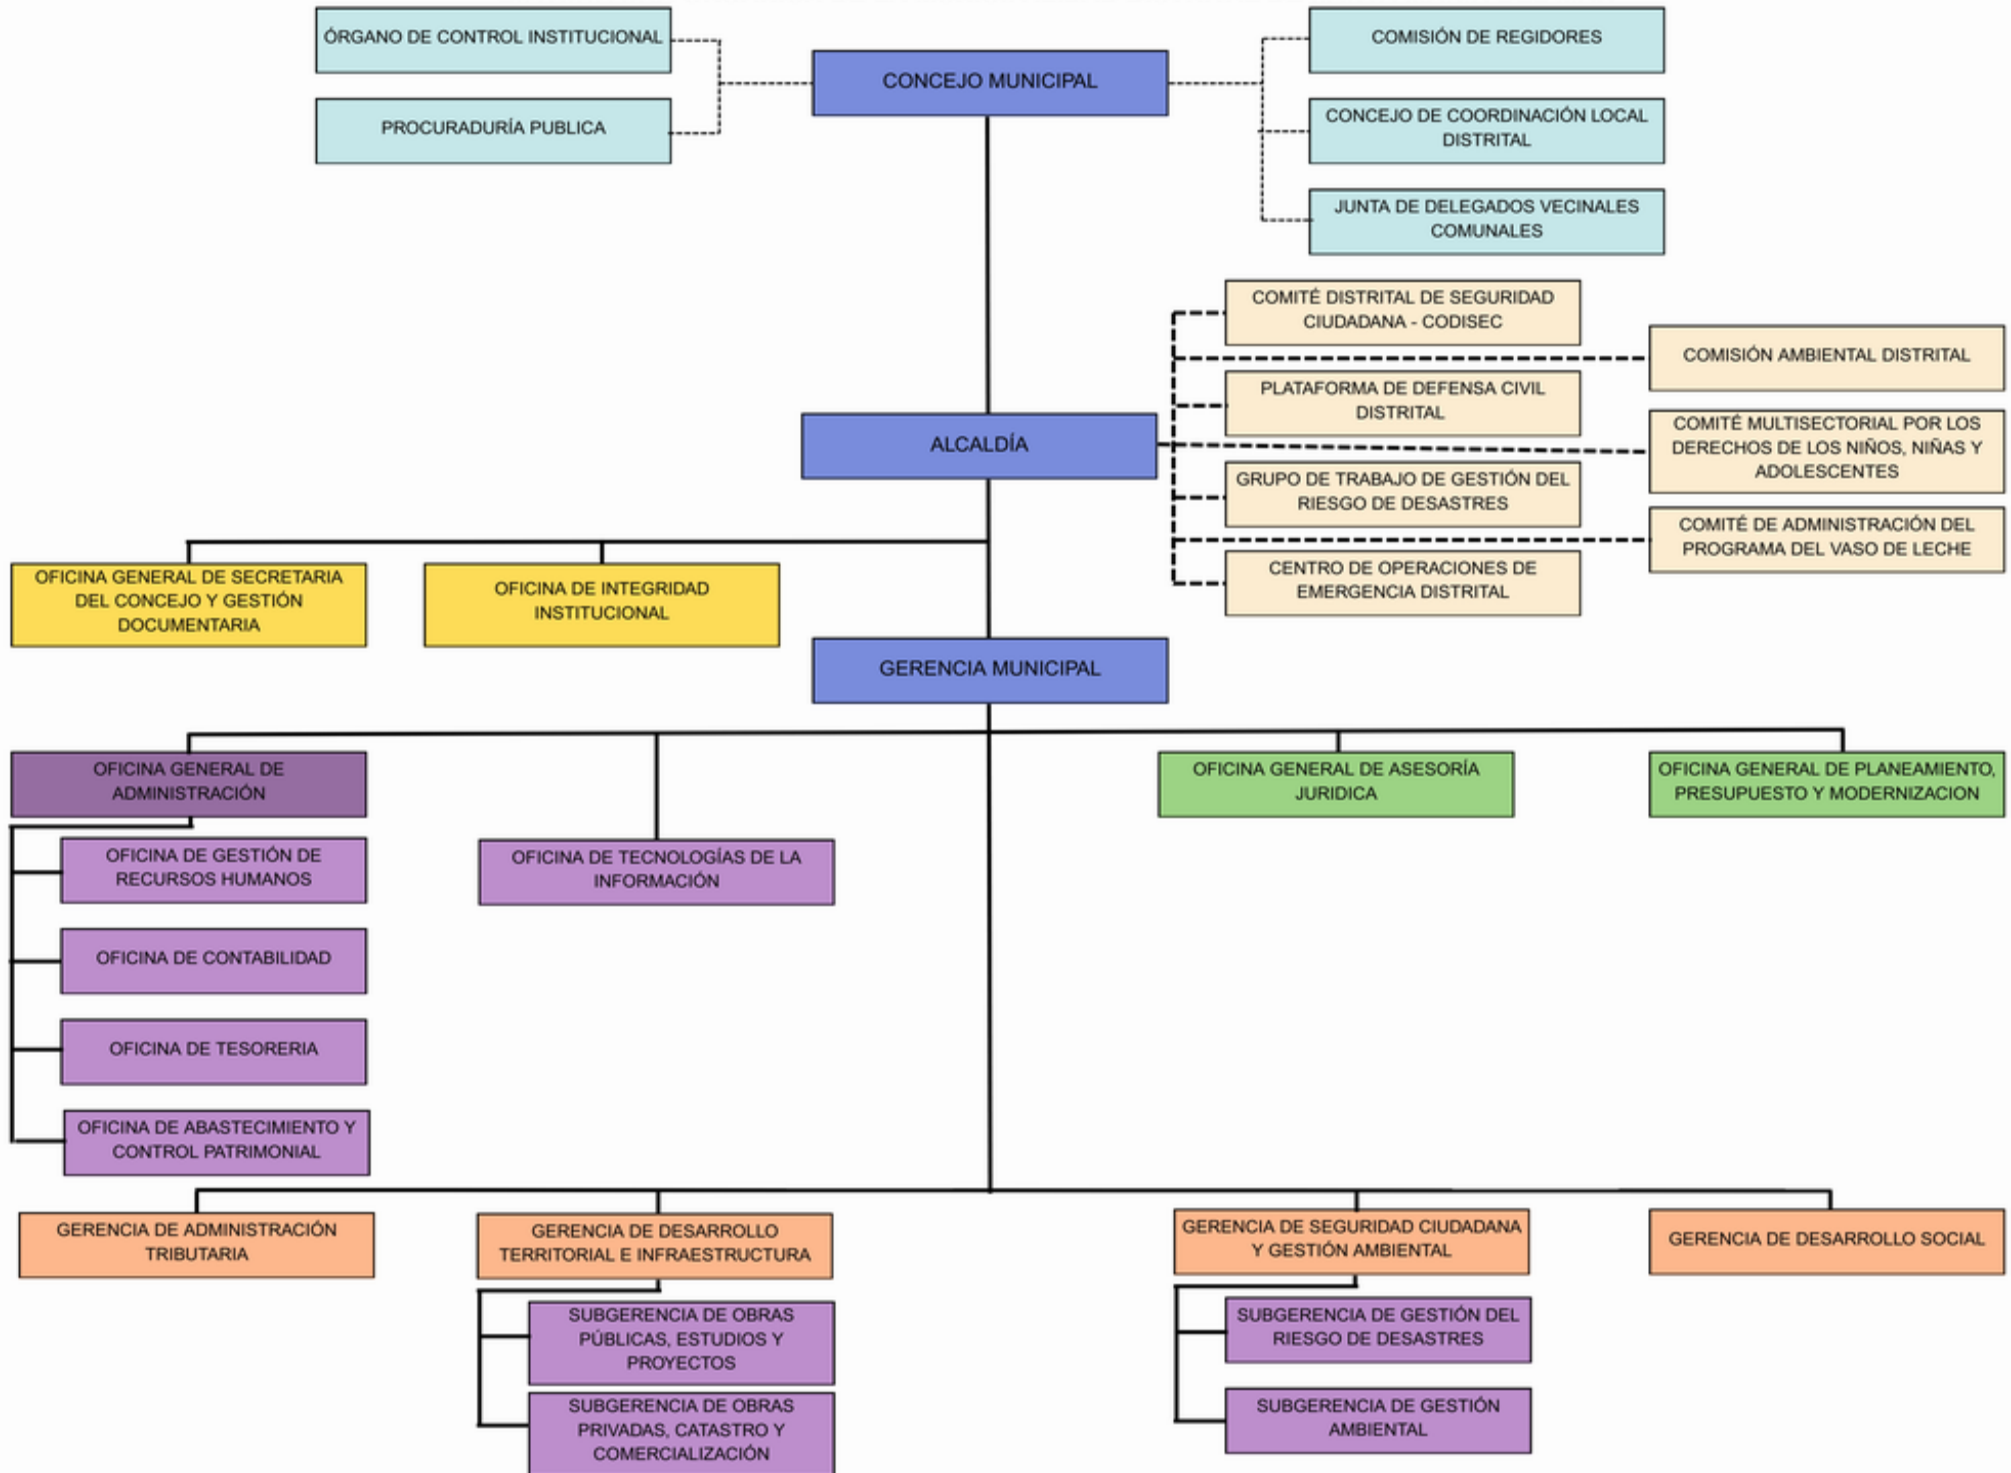 ÓRGANO DE CONTROL INSTITUCIONAL
PROCURADURÍA PUBLICA
CONCEJO MUNICIPAL
COMISIÓN DE REGIDORES
CONCEJO DE COORDINACIÓN LOCAL
DISTRITAL
JUNTA DE DELEGADOS VECINALES
COMUNALES
COMITÉ DISTRITAL DE SEGURIDAD
CIUDADANA - CODISEC
COMISIÓN AMBIENTAL DISTRITAL
PLATAFORMA DE DEFENSA CIVIL
DISTRITAL
ALCALDÍA
COMITÉ MULTISECTORIAL POR LOS
DERECHOS DE LOS NIÑOS, NIÑAS Y
ADOLESCENTES
GRUPO DE TRABAJO DE GESTIÓN DEL
RIESGO DE DESASTRES
COMITÉ DE ADMINISTRACIÓN DEL
PROGRAMA DEL VASO DE LECHE
CENTRO DE OPERACIONES DE
EMERGENCIA DISTRITAL
OFICINA GENERAL DE SECRETARIA
DEL CONCEJO Y GESTIÓN
DOCUMENTARIA
OFICINA DE INTEGRIDAD
INSTITUCIONAL
GERENCIA MUNICIPAL
OFICINA GENERAL DE
ADMINISTRACIÓN
OFICINA GENERAL DE ASESORÍA
JURIDICA
OFICINA GENERAL DE PLANEAMIENTO,
PRESUPUESTO Y MODERNIZACION
OFICINA DE GESTIÓN DE
RECURSOS HUMANOS
OFICINA DE TECNOLOGÍAS DE LA
INFORMACIÓN
OFICINA DE CONTABILIDAD
OFICINA DE TESORERIA
OFICINA DE ABASTECIMIENTO Y
CONTROL PATRIMONIAL
GERENCIA DE ADMINISTRACIÓN
TRIBUTARIA
GERENCIA DE DESARROLLO
TERRITORIAL E INFRAESTRUCTURA
GERENCIA DE SEGURIDAD CIUDADANA
Y GESTIÓN AMBIENTAL
GERENCIA DE DESARROLLO SOCIAL
SUBGERENCIA DE OBRAS
PÚBLICAS, ESTUDIOS Y
PROYECTOS
SUBGERENCIA DE OBRAS
PRIVADAS, CATASTRO Y
COMERCIALIZACIÓN
SUBGERENCIA DE GESTIÓN DEL
RIESGO DE DESASTRES
SUBGERENCIA DE GESTIÓN
AMBIENTAL